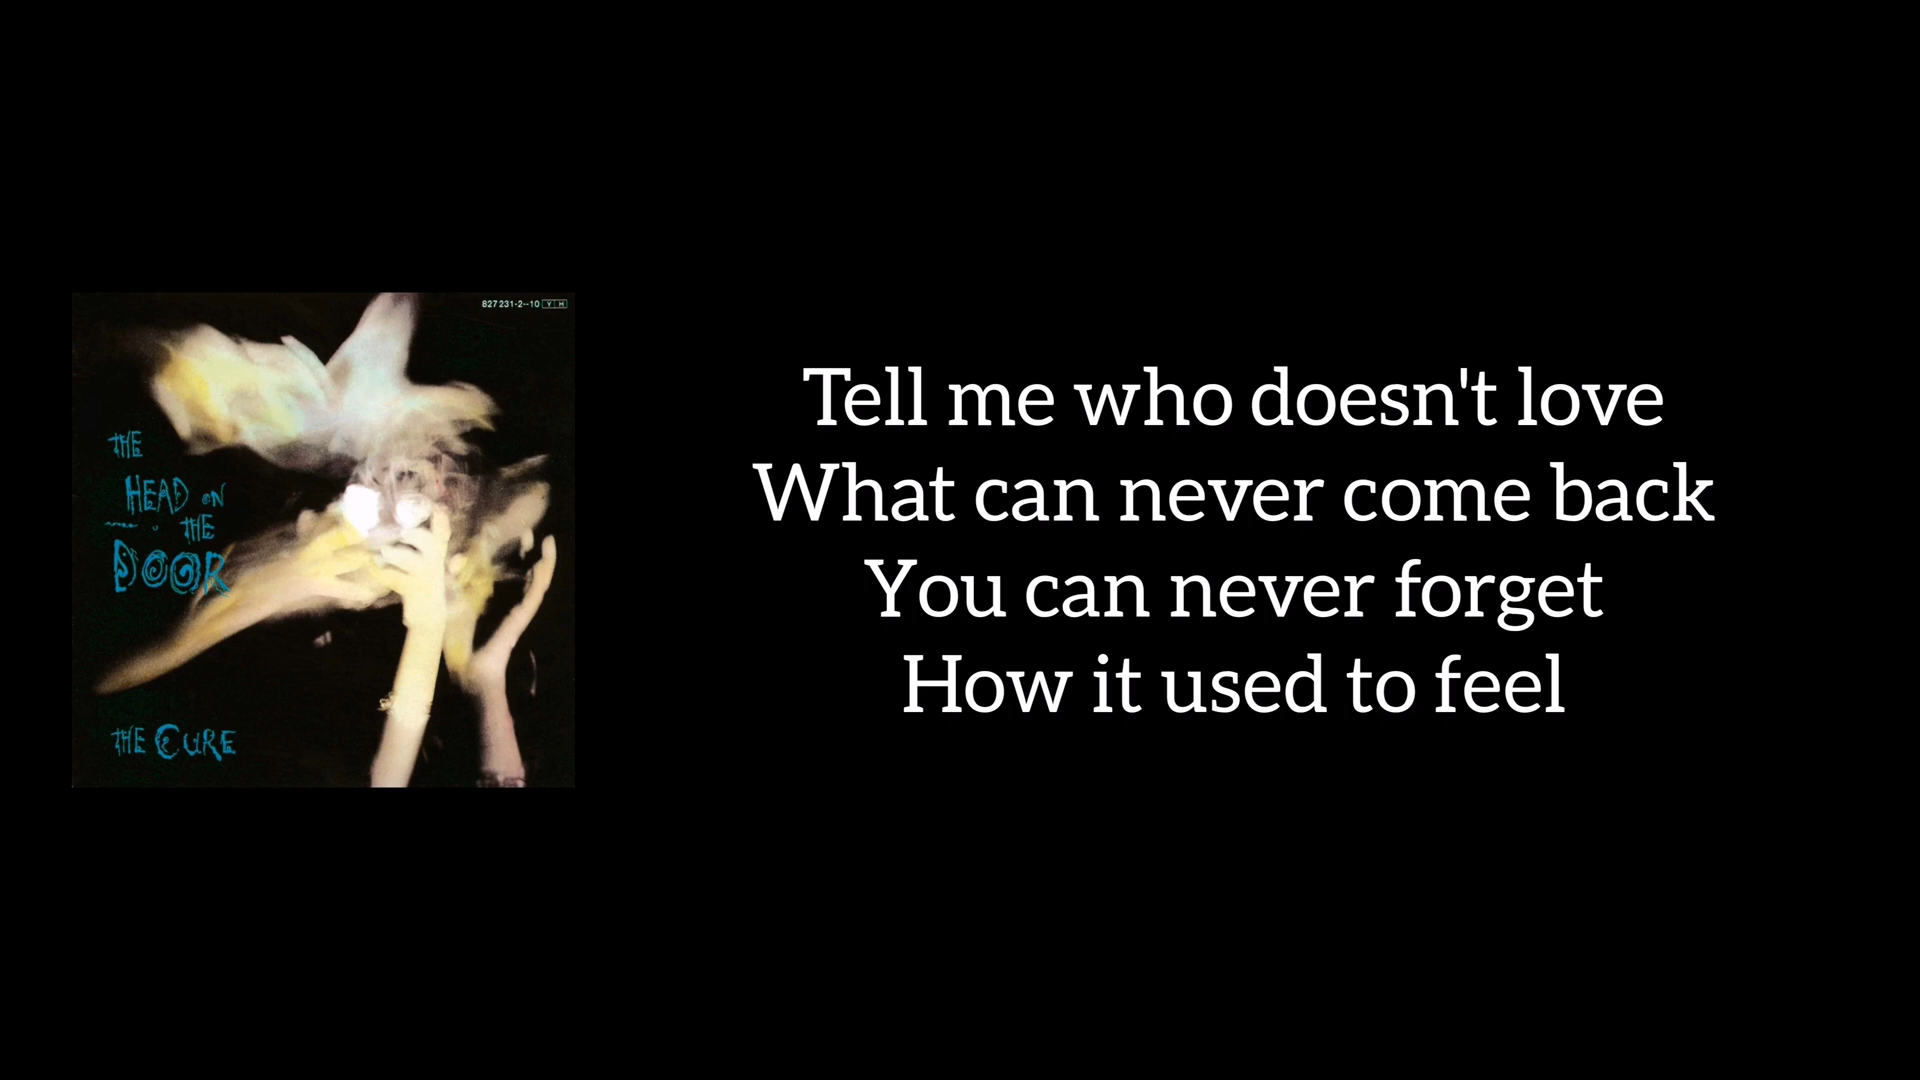 827 231-2--10 Y H
THE
HEAD ON
THE
DOOR
THE CURE
Tell me who doesn't love
What can never come back
You can never forget
How it used to feel